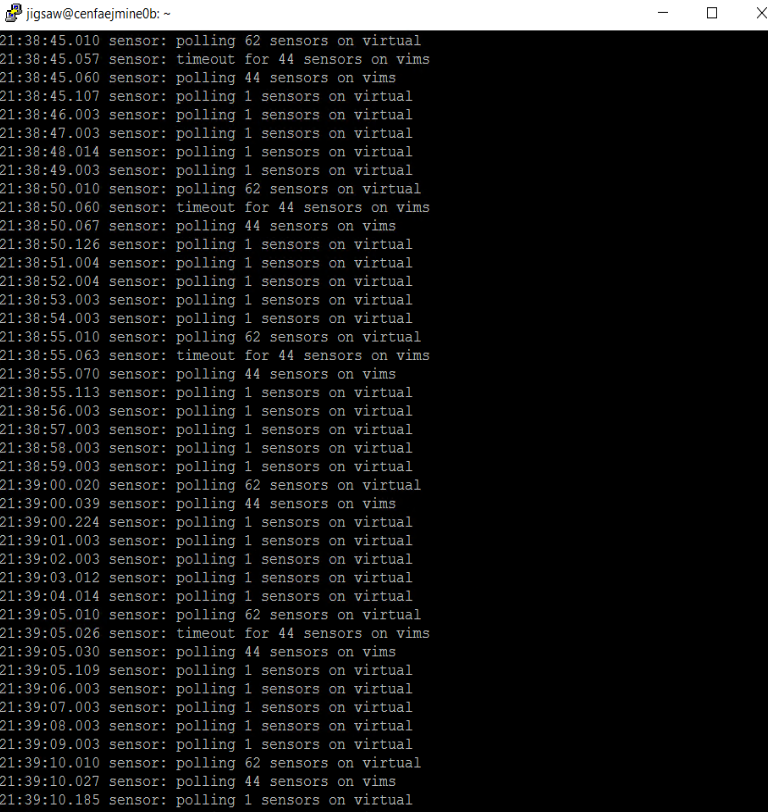 jigsaw@cenfaejmine0b: ~
21:38:45.010 sensor: polling 62 sensors on virtual
21:38:45.057 sensor: timeout for 44 sensors on vims
21:38:45.060 sensor: polling 44 sensors on vims
21:38:45.107 sensor: polling 1 sensors on virtual
21:38:46.003 sensor: polling 1 sensors on virtual
21:38:47.003 sensor: polling 1 sensors on virtual
21:38:48.014 sensor: polling 1 sensors on virtual
21:38:49.003 sensor: polling 1 sensors on virtual
21:38:50.010 sensor: polling 62 sensors on virtual
21:38:50.060 sensor: timeout for 44 sensors on vims
21:38:50.067 sensor: polling 44 sensors on vims
21:38:50.126 sensor: polling 1 sensors on virtual
21:38:51.004 sensor: polling 1 sensors on virtual
21:38:52.004 sensor: polling 1 sensors on virtual
21:38:53.003 sensor: polling 1 sensors on virtual
21:38:54.003 sensor: polling 1 sensors on virtual
21:38:55.010 sensor: polling 62 sensors on virtual
21:38:55.063 sensor: timeout for 44 sensors on vims
21:38:55.070 sensor: polling 44 sensors on vims
21:38:55.113 sensor: polling 1 sensors on virtual
21:38:56.003 sensor: polling 1 sensors on virtual
21:38:57.003 sensor: polling 1 sensors on virtual
21:38:58.003 sensor: polling 1 sensors on virtual
21:38:59.003 sensor: polling 1 sensors on virtual
21:39:00.020 sensor: polling 62 sensors on virtual
21:39:00.039 sensor: polling 44 sensors on vims
21:39:00.224 sensor: polling 1 sensors on virtual
21:39:01.003 sensor: polling 1 sensors on virtual
21:39:02.003 sensor: polling 1 sensors on virtual
21:39:03.012 sensor: polling 1 sensors on virtual
21:39:04.014 sensor: polling 1 sensors on virtual
21:39:05.010 sensor: polling 62 sensors on virtual
21:39:05.026 sensor: timeout for 44 sensors on vims
21:39:05.030 sensor: polling 44 sensors on vims
21:39:05.109 sensor: polling 1 sensors on virtual
21:39:06.003 sensor: polling 1 sensors on virtual
21:39:07.003 sensor: polling 1 sensors on virtual
21:39:08.003 sensor: polling 1 sensors on virtual
21:39:09.003 sensor: polling 1 sensors on virtual
21:39:10.010 sensor: polling 62 sensors on virtual
21:39:10.027 sensor: polling 44 sensors on vims
21:39:10.185 sensor: polling 1 sensors on virtual